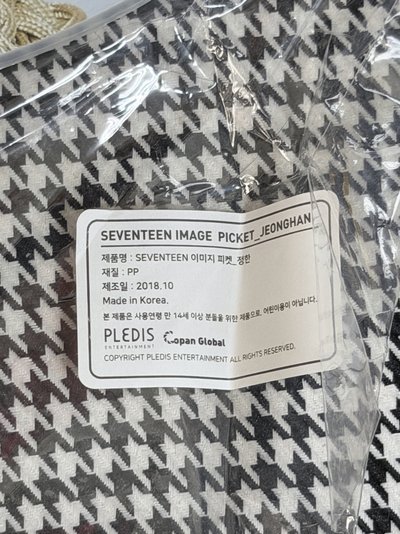 SEVENTEEN IMAGE PICKET_JEONGHAN
제품명 : SEVENTEEN 이미지 피켓_정한
재질 : PP
제조일 : 2018.10
Made in Korea.
본 제품은 사용연령 만 14세 이상 분들을 위한 제품으로, 어린이용이 아닙니다.
PLEDIS Copan Global
ENTERTAINMENT
COPYRIGHT PLEDIS ENTERTAINMENT ALL RIGHTS RESERVED.